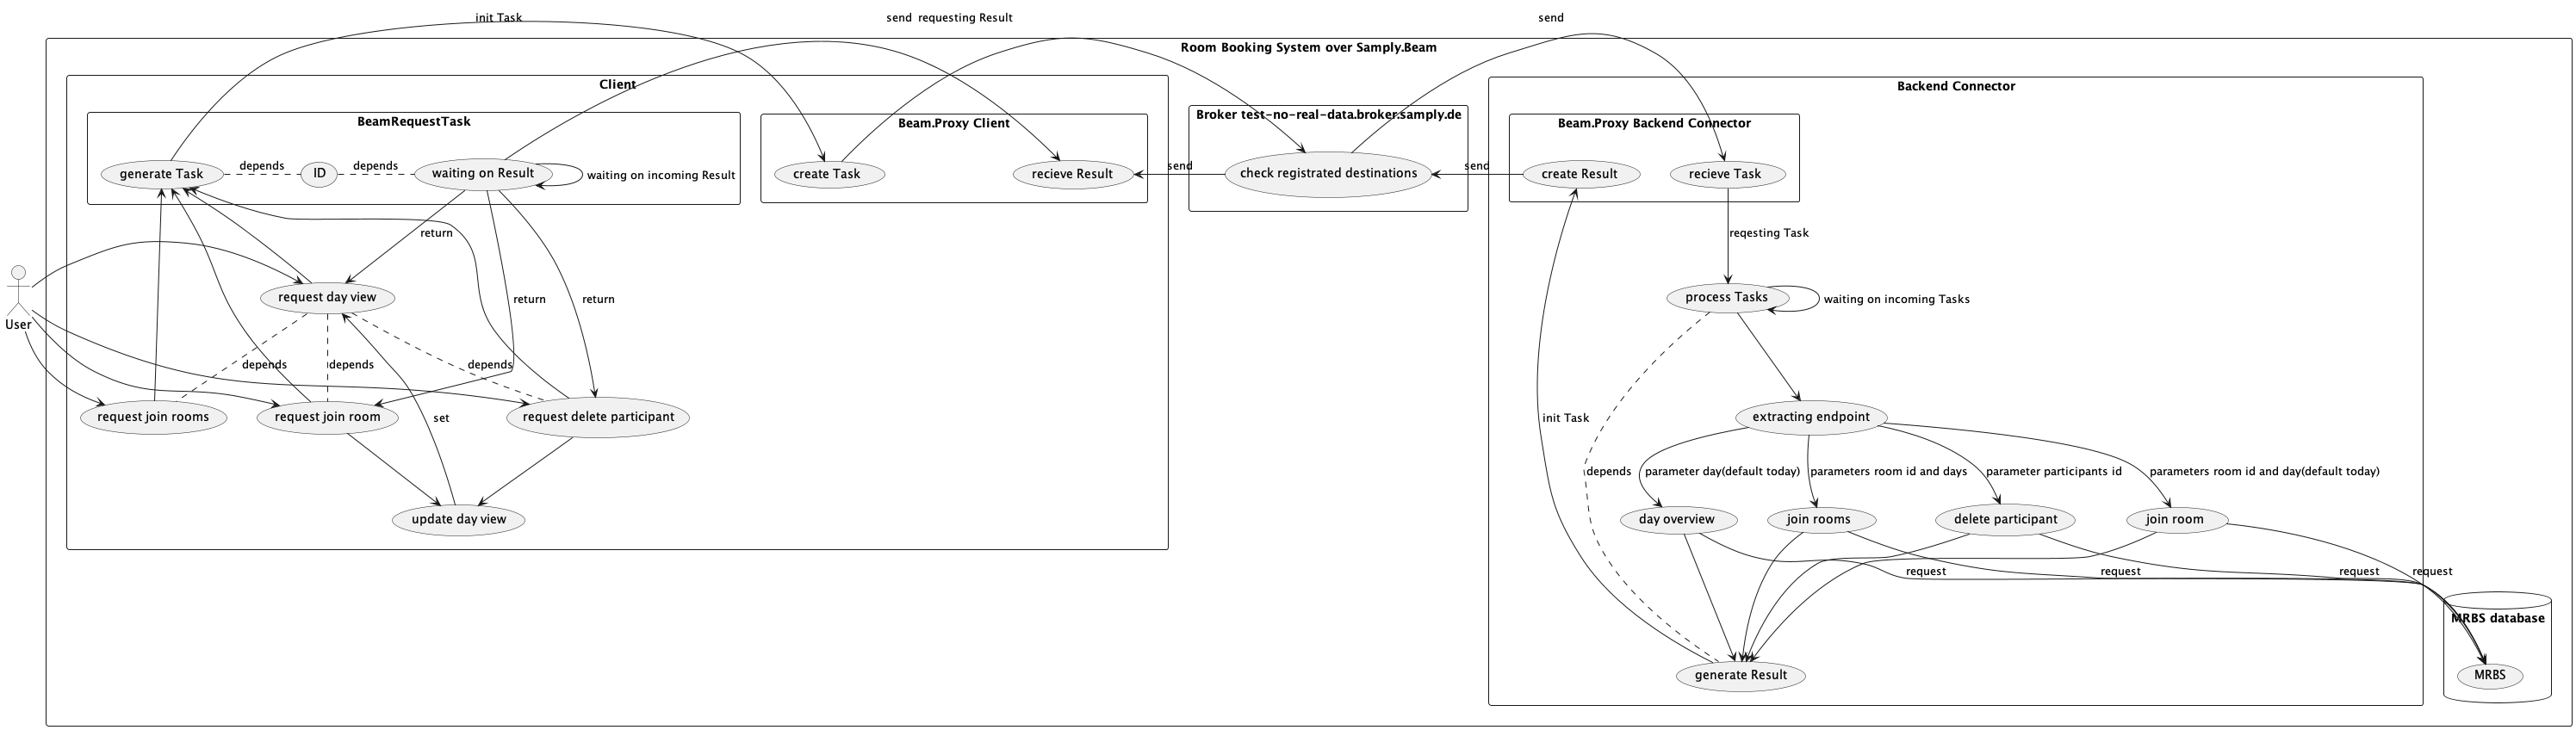 init Task
send
requesting Result
send
Room Booking System over Samply.Beam
Client
Backend Connector
BeamRequestTask
Beam.Proxy Client
Broker test-no-real-data.broker.samply.de
Beam.Proxy Backend Connector
generate Task
depends
ID
depends
waiting on Result
waiting on incoming Result
create Task
recieve Result
send
check registrated destinations
send
create Result
recieve Task
return
reqesting Task
User
request day view
return
return
process Tasks
waiting on incoming Tasks
depends
depends
depends
request join rooms
request join room
set
request delete participant
init Task
extracting endpoint
depends
parameter day(default today)
parameters room id and days
parameter participants id
parameters room id and day(default today)
update day view
day overview
join rooms
delete participant
join room
request
request
request
request
MRBS database
generate Result
MRBS